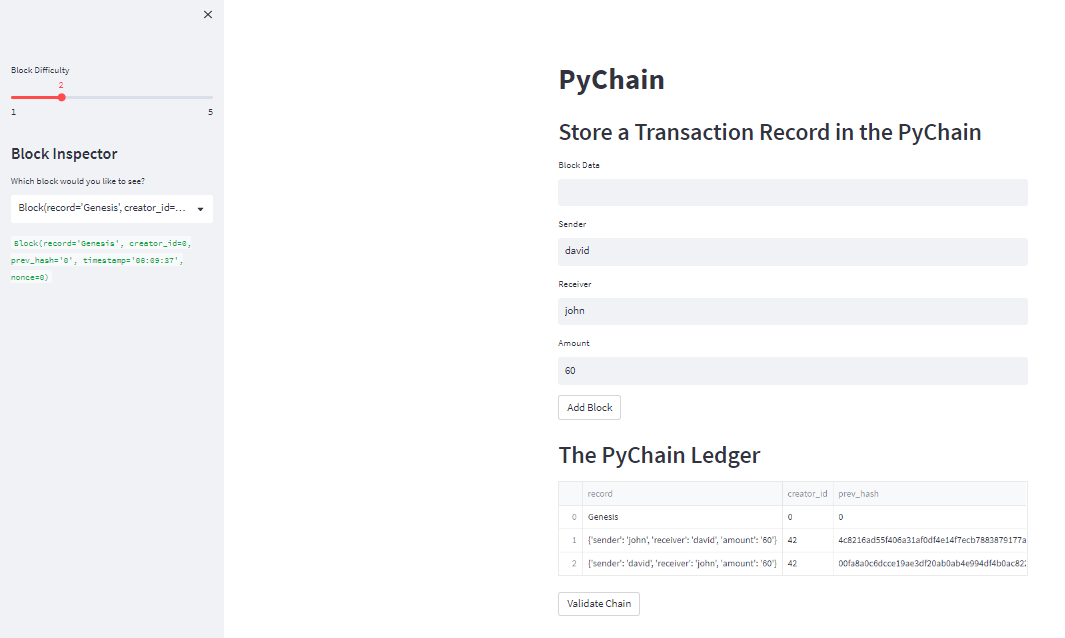 Block Difficulty
2
1 5
Block Inspector
Which block would you like to see?
Block(record='Genesis', creator_id=...
Block(record='Genesis', creator_id=0,
prev_hash='0', timestamp='06:09:37',
nonce=0)
PyChain
Store a Transaction Record in the PyChain
Block Data
Sender
david
Receiver
john
Amount
60
Add Block
The PyChain Ledger
record creator_id prev_hash
0 Genesis 0 0
1 {'sender': 'john', 'receiver': 'david', 'amount': '60'} 42 4c8216ad55f406a31af0df4e14f7ecb7883879177a
2 {'sender': 'david', 'receiver': 'john', 'amount': '60'} 42 00fa8a0c6dcce19ae3df20ab0ab4e994df4b0ac822
Validate Chain